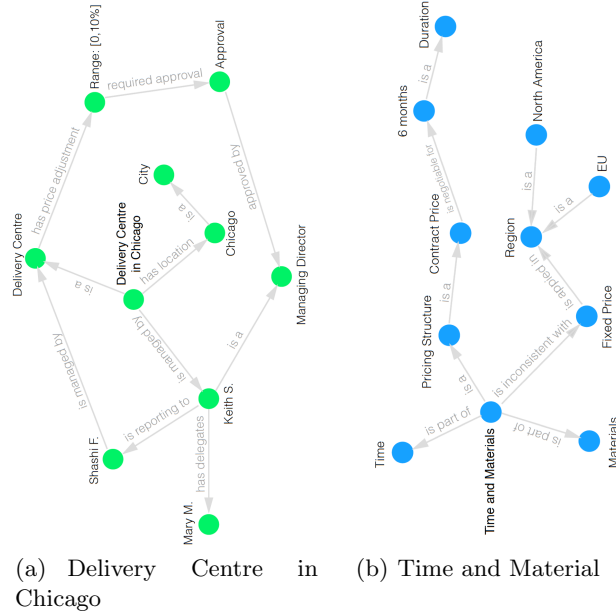 Range: [0,10%]
Approval
required approval
has price adjustment
City
is a
approved by
Delivery Centre
Delivery Centre
in Chicago
has location
Chicago
Managing Director
is a
is managed by
is managed by
is a
Keith S.
is reporting to
Shashi F.
has delegates
Mary M.
Duration
is a
6 months
North America
is negotiable for
is a
EU
is a
Contract Price
Region
is applied in
is a
Pricing Structure
Fixed Price
is inconsistent with
is a
is part of
is part of
Time
Time and Materials
Materials
(a) Delivery Centre in
Chicago
(b) Time and Material